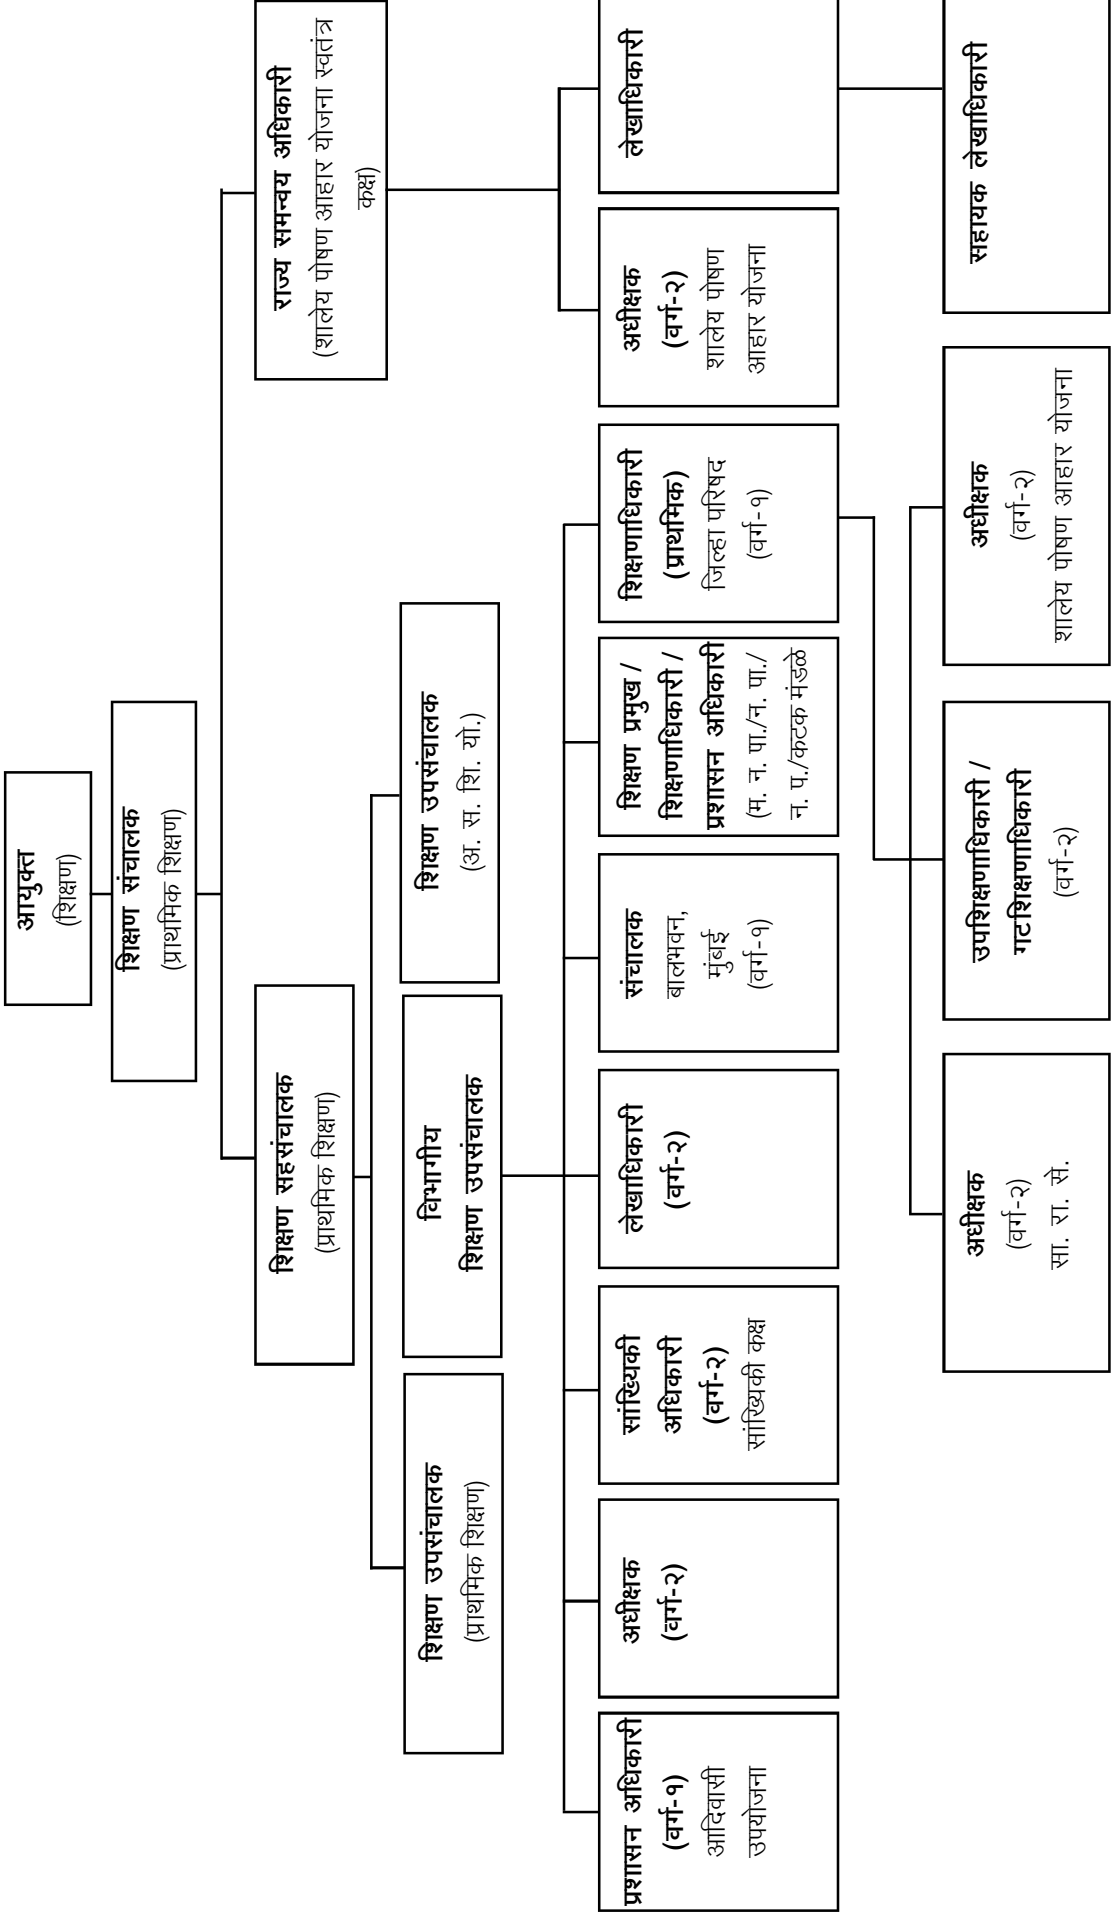 आयुक्त
(शिक्षण)
शिक्षण संचालक
(प्राथमिक शिक्षण)
शिक्षण सहसंचालक
(प्राथमिक शिक्षण)
राज्य समन्वय अधिकारी
(शालेय पोषण आहार योजना स्वतंत्र
कक्ष)
शिक्षण उपसंचालक
(प्राथमिक शिक्षण)
विभागीय
शिक्षण उपसंचालक
शिक्षण उपसंचालक
(अ. स. शि. यो.)
प्रशासन अधिकारी
(वर्ग-१)
आदिवासी
उपयोजना
अधीक्षक
(वर्ग-२)
सांख्यिकी
अधिकारी
(वर्ग-२)
सांख्यिकी कक्ष
लेखाधिकारी
(वर्ग-२)
संचालक
बालभवन,
मुंबई
(वर्ग-१)
शिक्षण प्रमुख /
शिक्षणाधिकारी /
प्रशासन अधिकारी
(म. न. पा./न. पा./
न. प./कटक मंडळे
शिक्षणाधिकारी
(प्राथमिक)
जिल्हा परिषद
(वर्ग-१)
अधीक्षक
(वर्ग-२)
शालेय पोषण
आहार योजना
लेखाधिकारी
अधीक्षक
(वर्ग-२)
सा. रा. से.
उपशिक्षणाधिकारी /
गटशिक्षणाधिकारी
(वर्ग-२)
अधीक्षक
(वर्ग-२)
शालेय पोषण आहार योजना
सहायक लेखाधिकारी